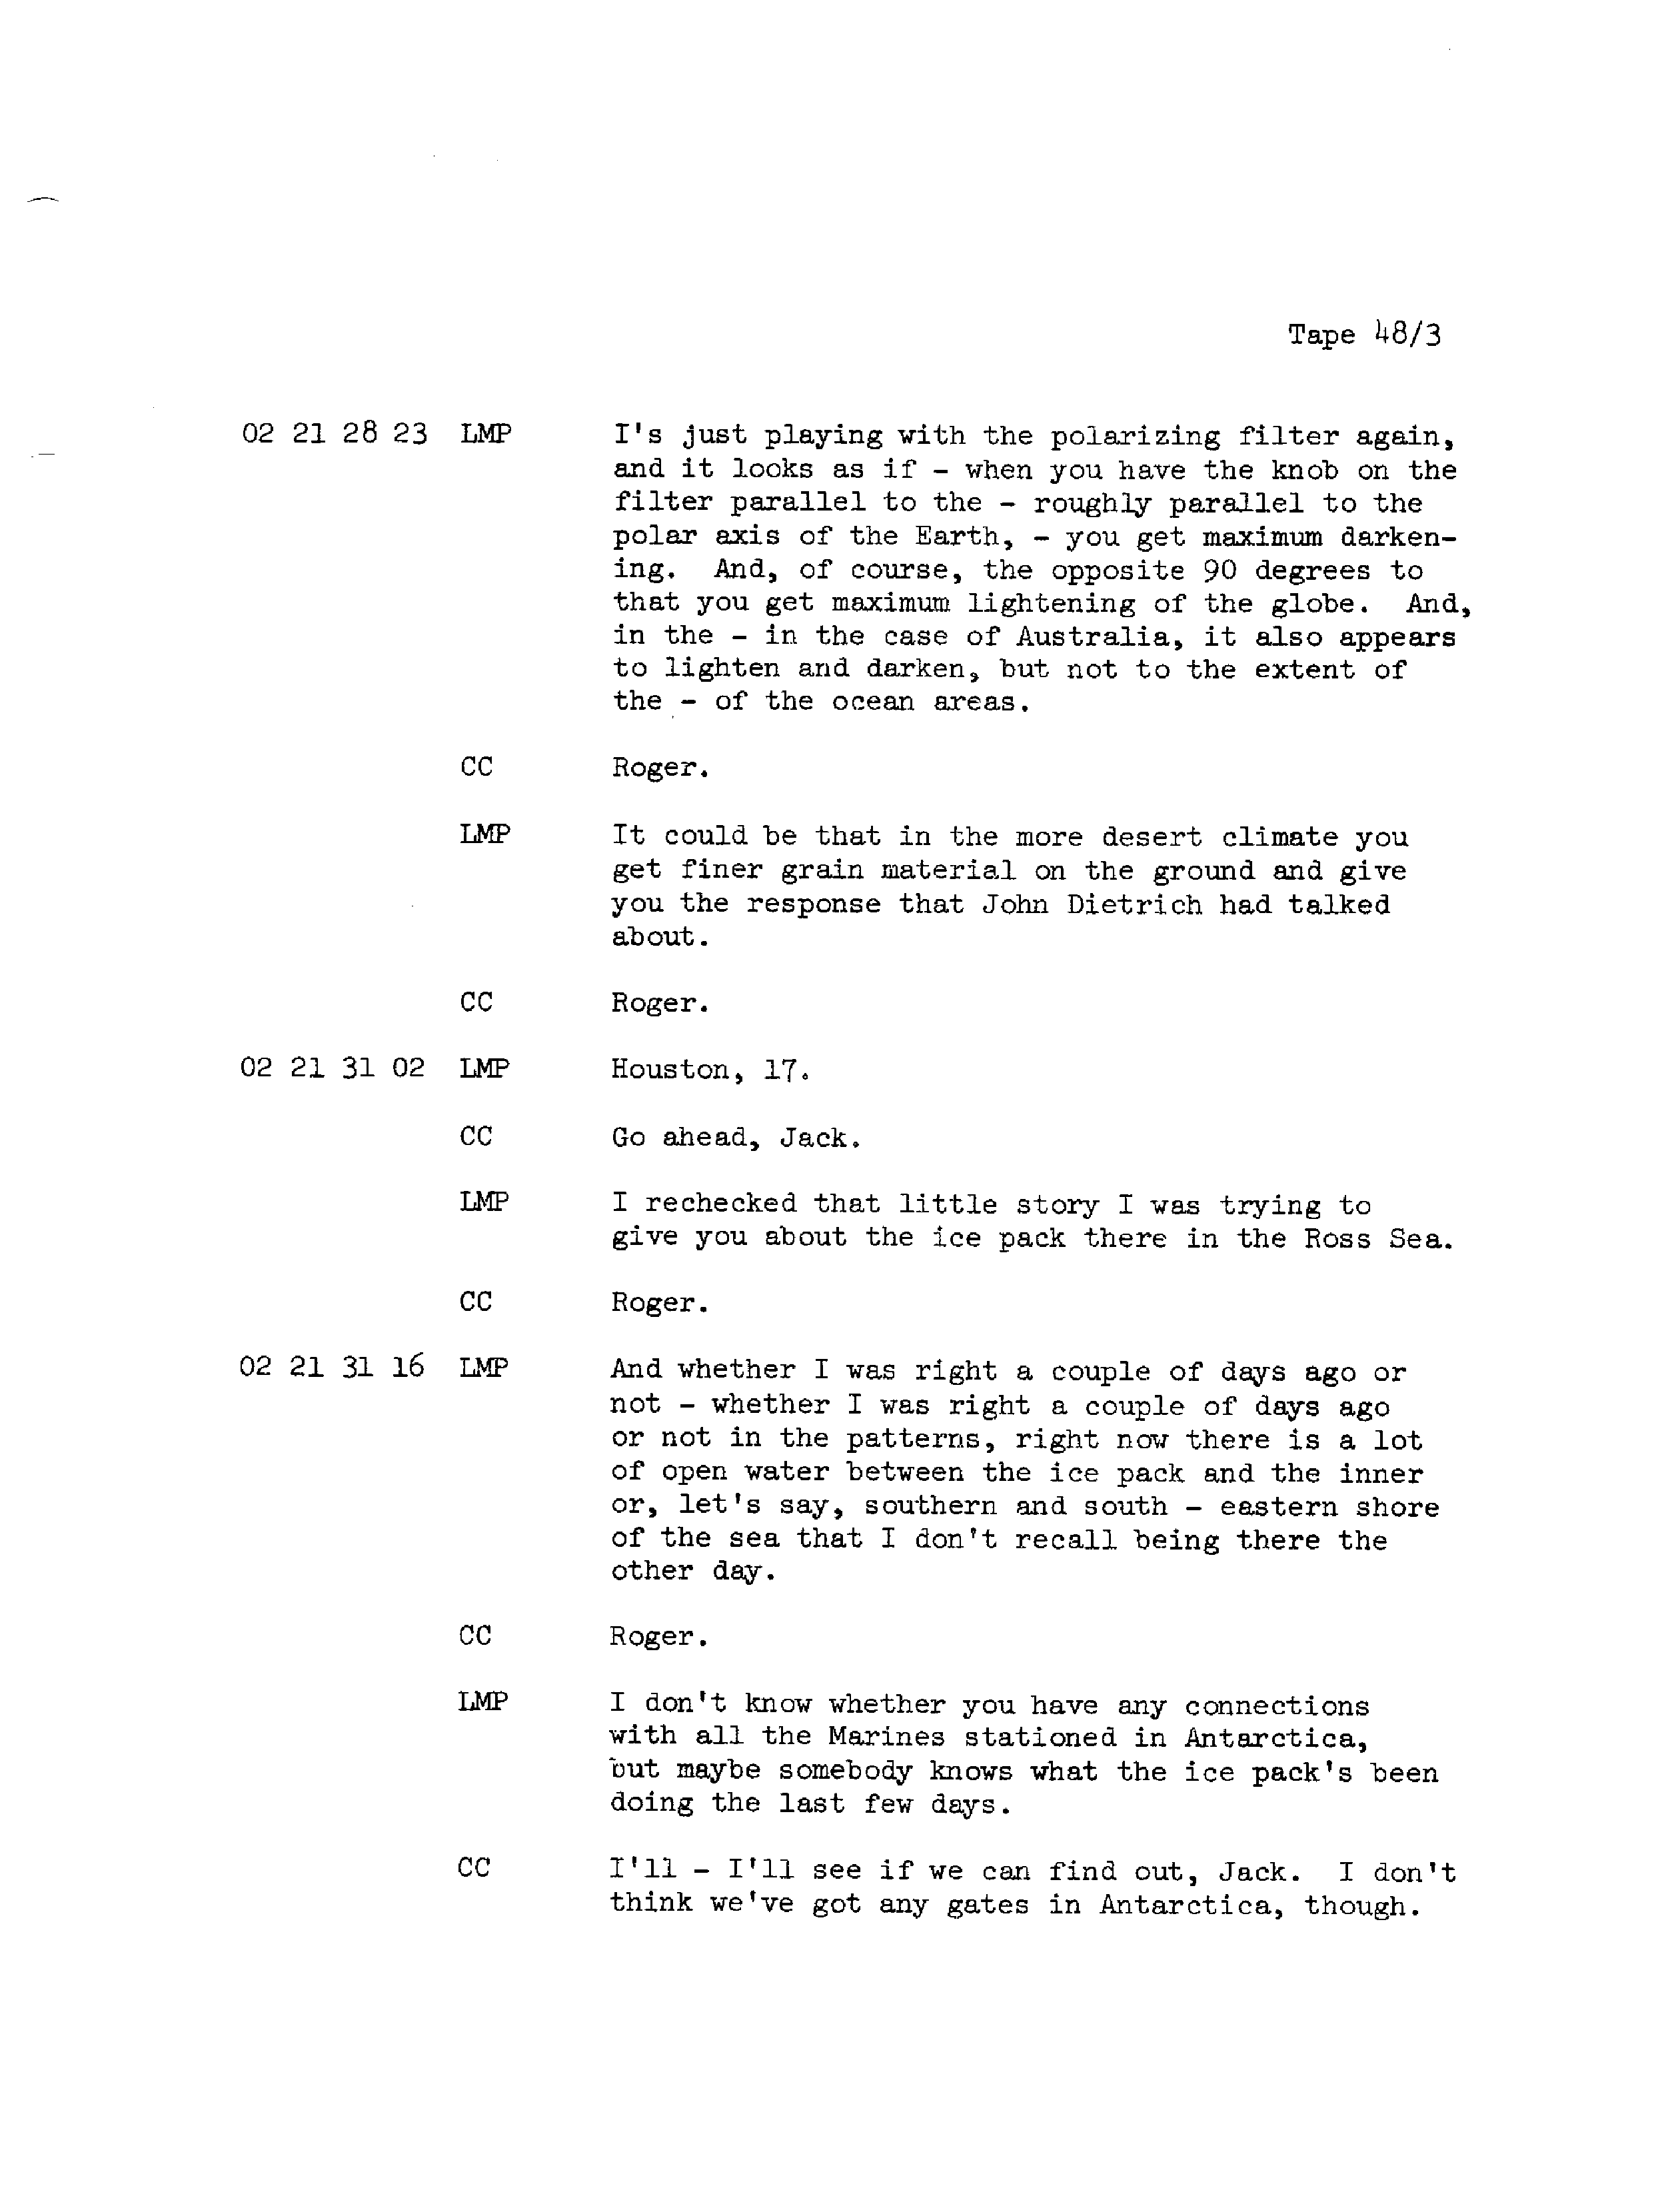 Tape 48/3
02 21 28 23 LMP I's just playing with the polarizing filter again,
and it looks as if - when you have the knob on the
filter parallel to the - roughly parallel to the
polar axis of the Earth, - you get maximum darken-
ing. And, of course, the opposite 90 degrees to
that you get maximum lightening of the globe. And,
in the - in the case of Australia, it also appears
to lighten and darken, but not to the extent of
the - of the ocean areas.
CC Roger.
LMP It could be that in the more desert climate you
get finer grain material on the ground and give
you the response that John Dietrich had talked
about.
CC Roger.
02 21 31 02 LMP Houston, 17.
CC Go ahead, Jack.
LMP I rechecked that little story I was trying to
give you about the ice pack there in the Ross Sea.
CC Roger.
02 21 31 16 LMP And whether I was right a couple of days ago or
not - whether I was right a couple of days ago
or not in the patterns, right now there is a lot
of open water between the ice pack and the inner
or, let's say, southern and south - eastern shore
of the sea that I don't recall being there the
other day.
CC Roger.
LMP I don't know whether you have any connections
with all the Marines stationed in Antarctica,
but maybe somebody knows what the ice pack's been
doing the last few days.
CC I'll - I'll see if we can find out, Jack. I don't
think we've got any gates in Antarctica, though.